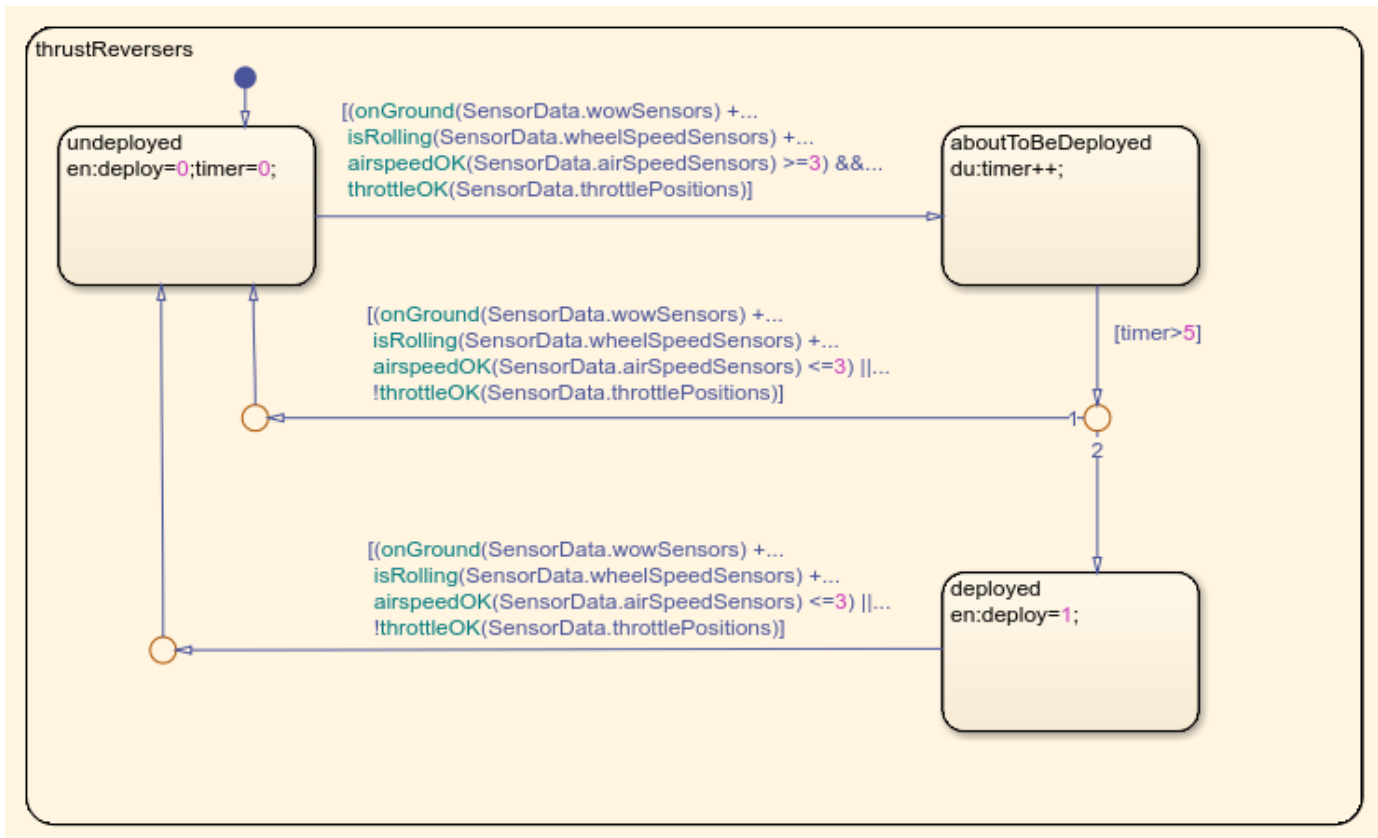 thrustReversers
undeployed
en:deploy=0;timer=0;
[(onGround(SensorData.wowSensors) +...
isRolling(SensorData.wheelSpeedSensors) +...
airspeedOK(SensorData.airSpeedSensors) >=3) &&...
throttleOK(SensorData.throttlePositions)]
aboutToBeDeployed
du:timer++;
[(onGround(SensorData.wowSensors) +...
isRolling(SensorData.wheelSpeedSensors) +...
airspeedOK(SensorData.airSpeedSensors) <=3) ||...
!throttleOK(SensorData.throttlePositions)]
[timer>5]
1
2
[(onGround(SensorData.wowSensors) +...
isRolling(SensorData.wheelSpeedSensors) +...
airspeedOK(SensorData.airSpeedSensors) <=3) ||...
!throttleOK(SensorData.throttlePositions)]
deployed
en:deploy=1;